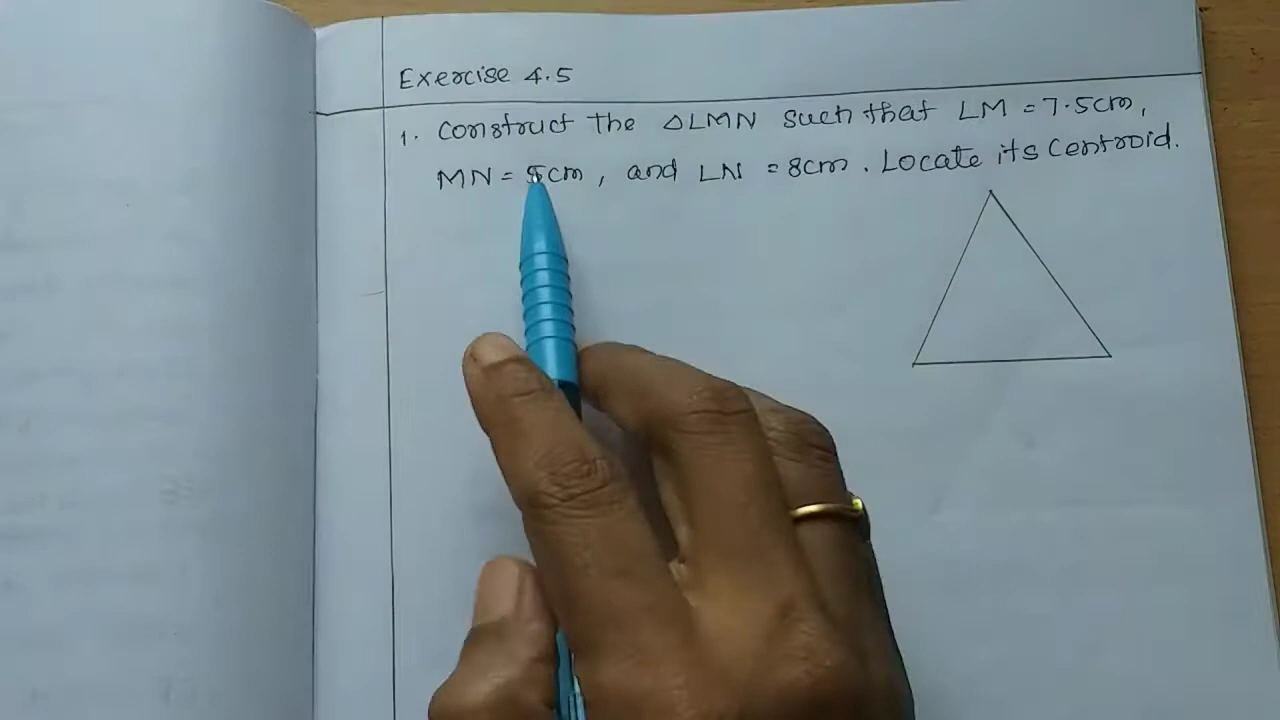 Exercise 4.5
1. Construct the △LMN such that LM = 7.5cm,
MN = 5cm, and LN = 8cm. Locate its Centroid.